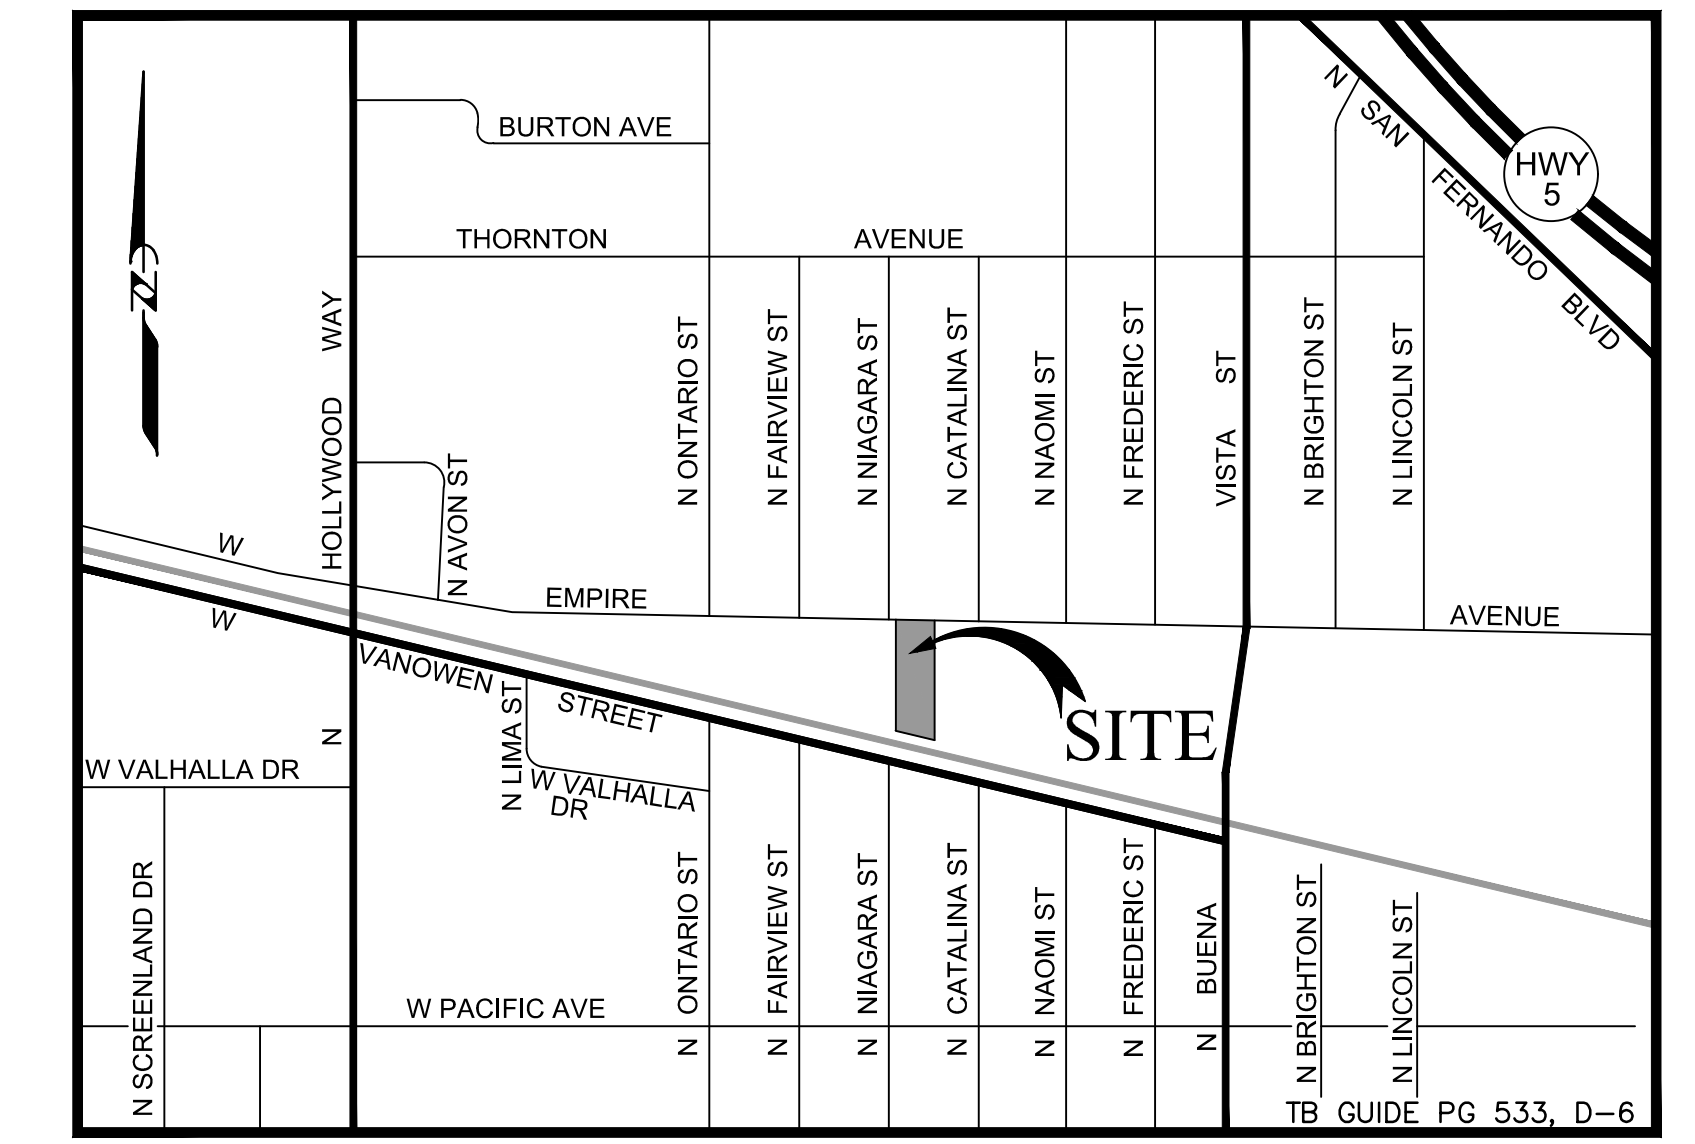 N SAN FERNANDO BLVD
HWY
5
BURTON AVE
THORNTON AVENUE
N
N HOLLYWOOD WAY
N ONTARIO ST
N FAIRVIEW ST
N NIAGARA ST
N CATALINA ST
N NAOMI ST
N FREDERIC ST
VISTA ST
N BRIGHTON ST
N LINCOLN ST
N AVON ST
W EMPIRE AVENUE
W VANOWEN STREET
SITE
N LIMA ST
W VALHALLA DR
W VALHALLA
DR
N SCREENLAND DR
W PACIFIC AVE
N ONTARIO ST
N FAIRVIEW ST
N NIAGARA ST
N CATALINA ST
N NAOMI ST
N FREDERIC ST
N BUENA
N BRIGHTON ST
N LINCOLN ST
TB GUIDE PG 533, D-6